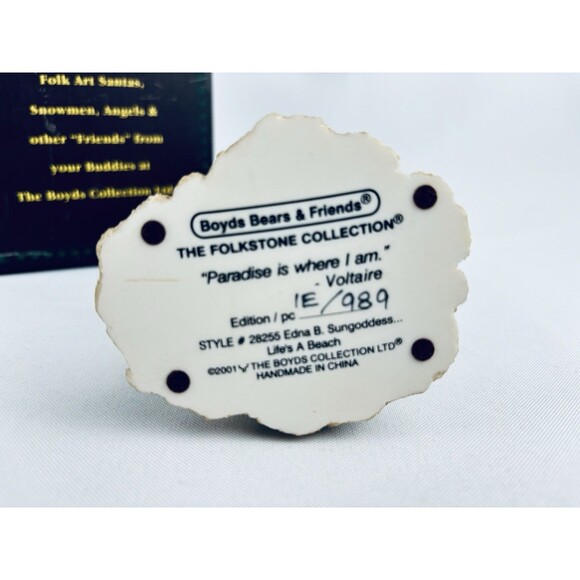 Folk Art Santas,
Snowmen, Angels &
other "Friends" from
your Buddies at
The Boyds Collection Ltd
Boyds Bears & Friends®
THE FOLKSTONE COLLECTION®
"Paradise is where I am."
- Voltaire
Edition / pc 1E/989
STYLE # 28255 Edna B. Sungoddess...
Life's A Beach
©2001 THE BOYDS COLLECTION LTD®
HANDMADE IN CHINA